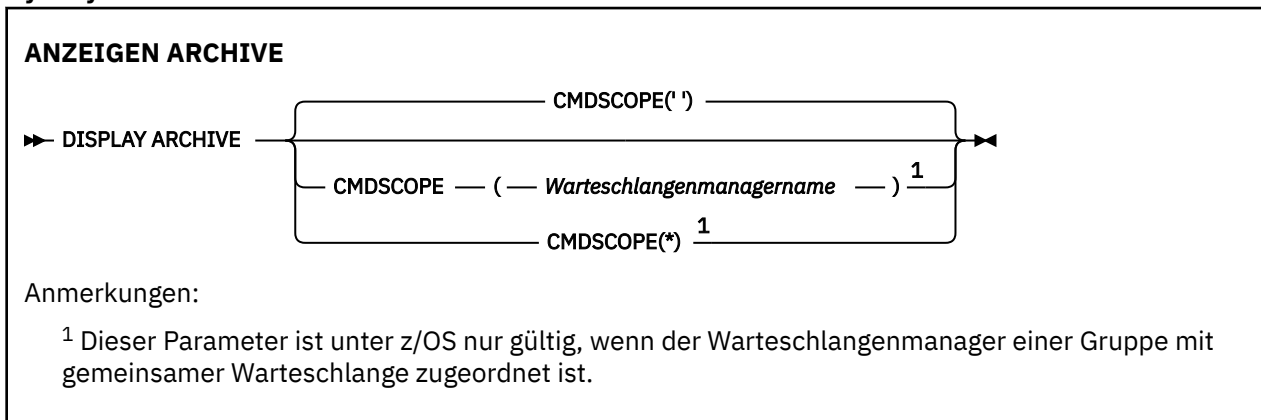 ANZEIGEN ARCHIVE
CMDSCOPE(' ')
DISPLAY ARCHIVE
CMDSCOPE ( Warteschlangenmanagername ) 1
CMDSCOPE(*) 1
Anmerkungen:
1 Dieser Parameter ist unter z/OS nur gültig, wenn der Warteschlangenmanager einer Gruppe mit
gemeinsamer Warteschlange zugeordnet ist.